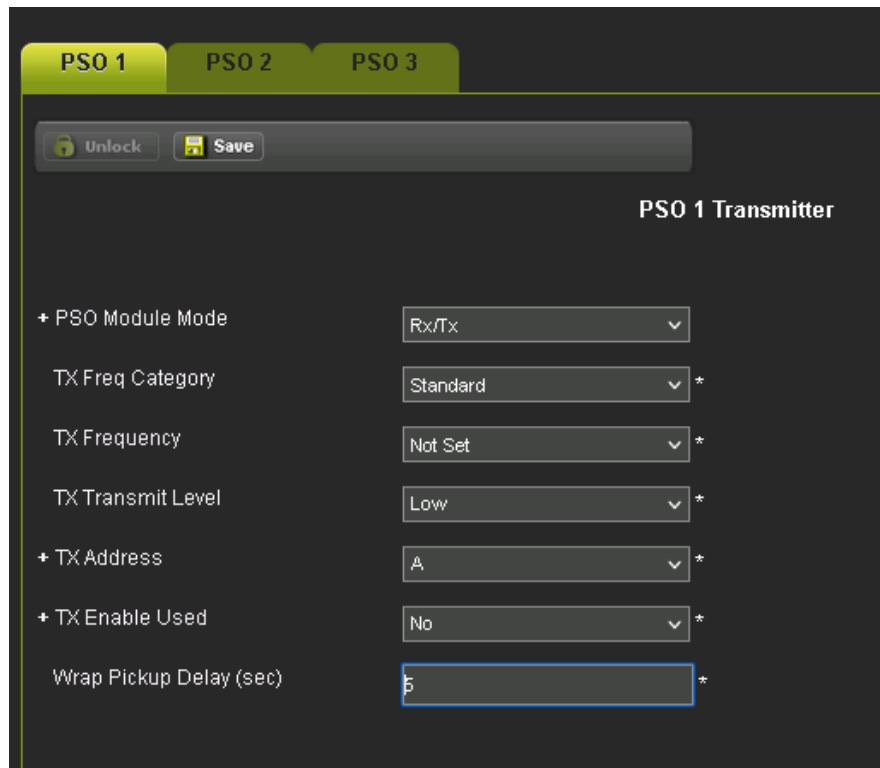 PSO 1 PSO 2 PSO 3
Unlock Save
PSO 1 Transmitter
+ PSO Module Mode Rx/Tx
TX Freq Category Standard *
TX Frequency Not Set *
TX Transmit Level Low *
+ TX Address A *
+ TX Enable Used No *
Wrap Pickup Delay (sec) 5 *